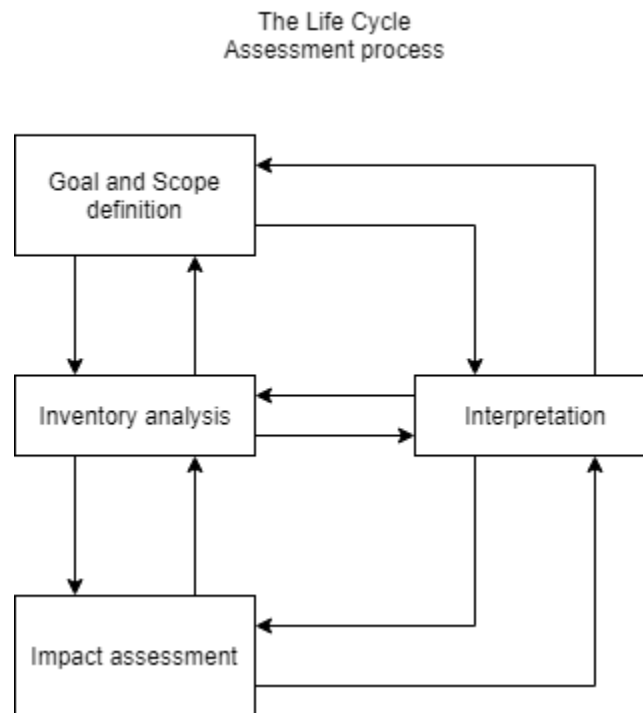 The Life Cycle
Assessment process
Goal and Scope
definition
Inventory analysis
Interpretation
Impact assessment